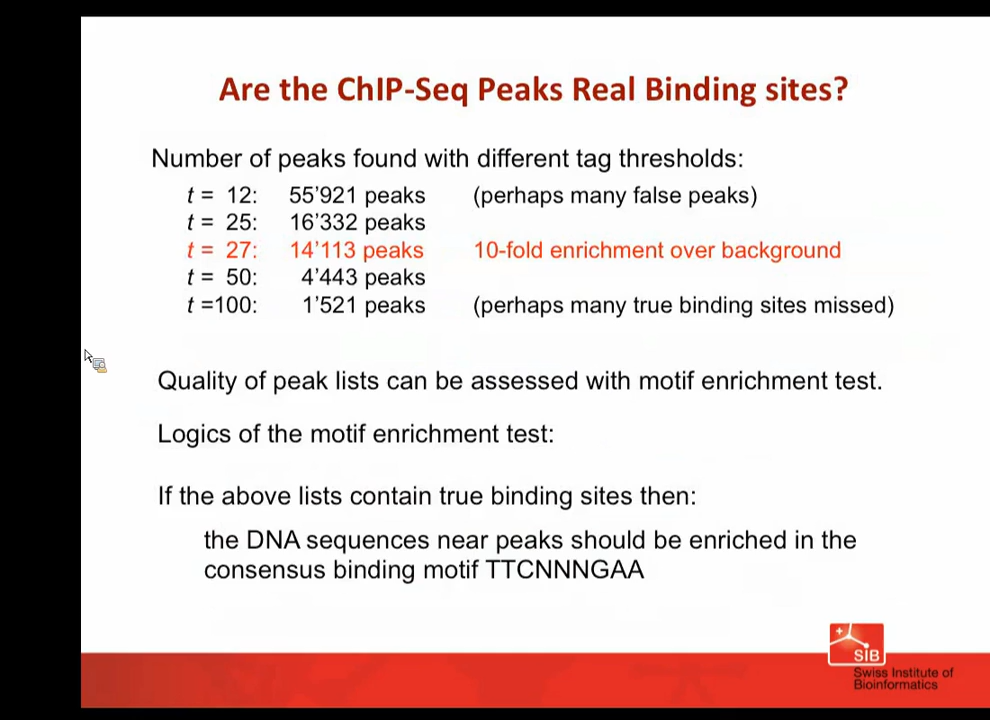 Are the ChIP-Seq Peaks Real Binding sites?
Number of peaks found with different tag thresholds:
t = 12: 55’921 peaks (perhaps many false peaks)
t = 25: 16’332 peaks
t = 27: 14’113 peaks 10-fold enrichment over background
t = 50: 4’443 peaks
t =100: 1’521 peaks (perhaps many true binding sites missed)
Quality of peak lists can be assessed with motif enrichment test.
Logics of the motif enrichment test:
If the above lists contain true binding sites then:
the DNA sequences near peaks should be enriched in the
consensus binding motif TTCNNNGAA
SIB
Swiss Institute of
Bioinformatics